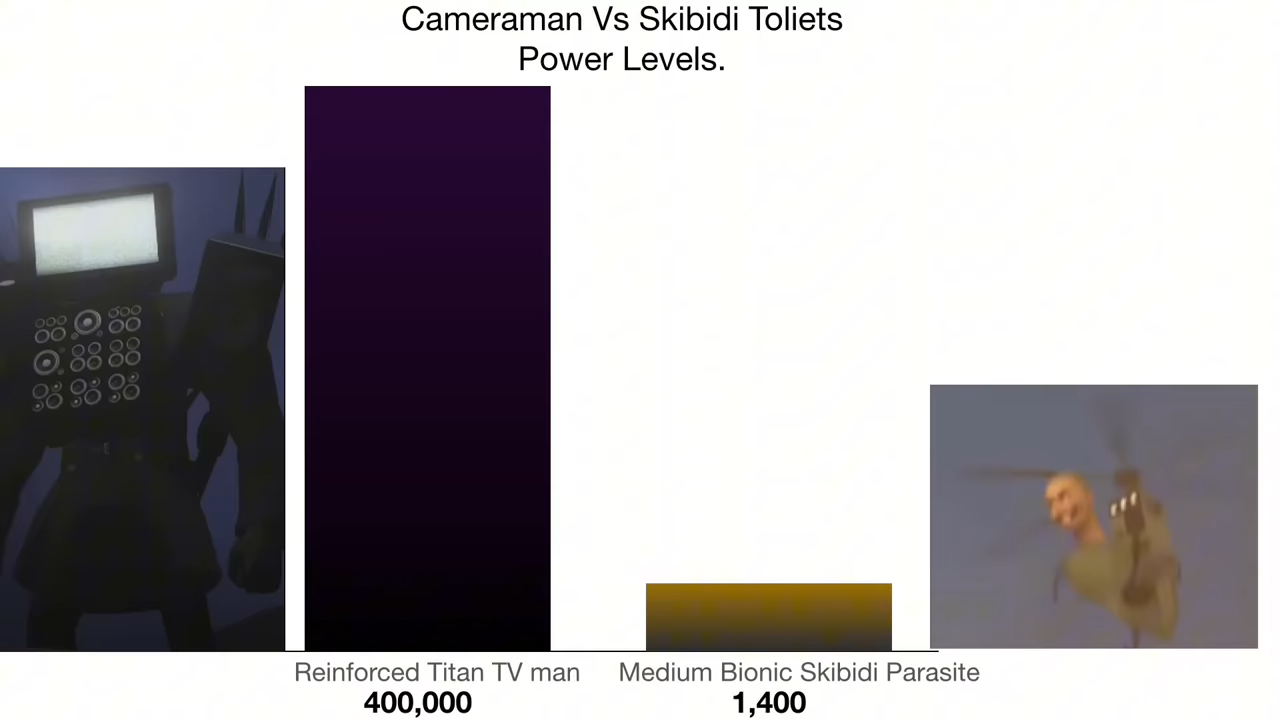 Cameraman Vs Skibidi Toliets
Power Levels.
Reinforced Titan TV man
400,000
Medium Bionic Skibidi Parasite
1,400